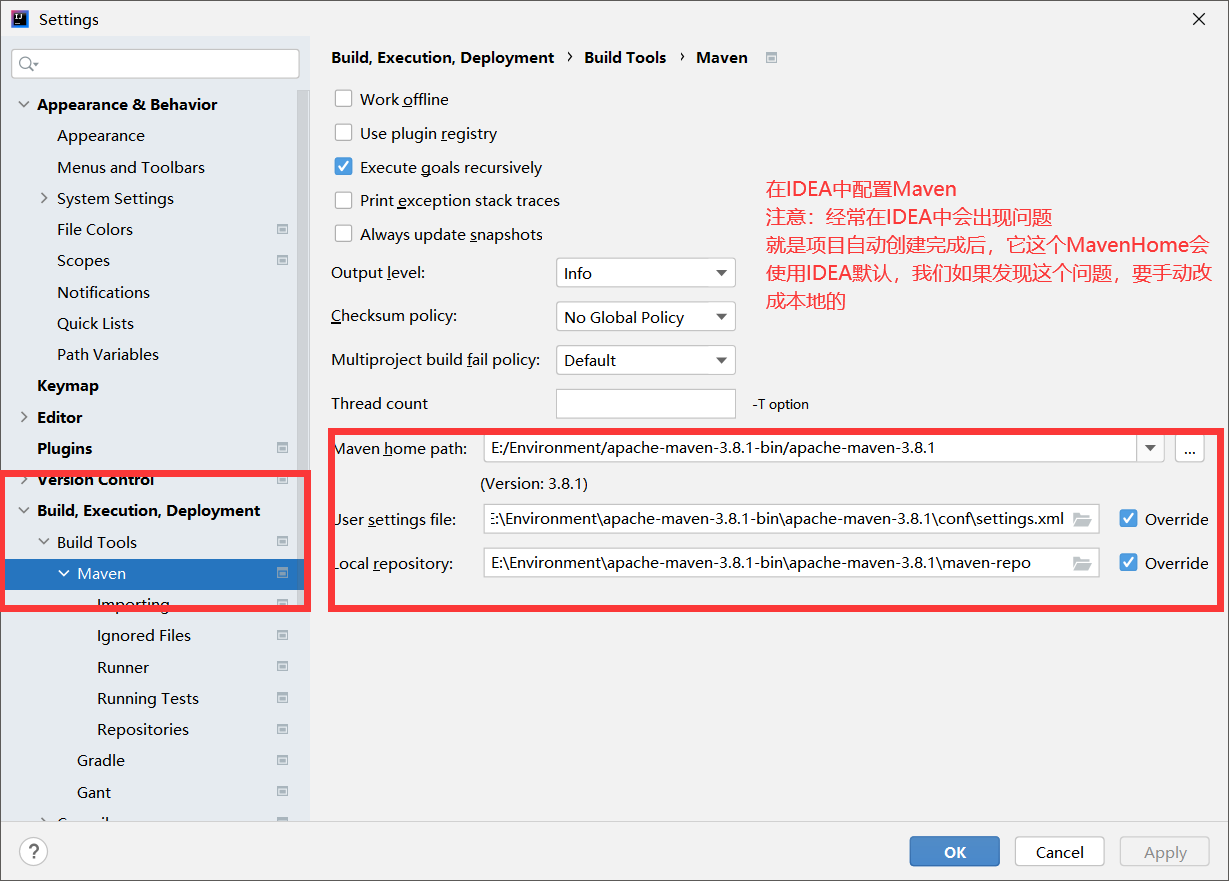 Settings
Appearance & Behavior
Appearance
Menus and Toolbars
System Settings
File Colors
Scopes
Notifications
Quick Lists
Path Variables
Keymap
Editor
Plugins
Version Control
Build, Execution, Deployment
Build Tools
Maven
Importing
Ignored Files
Runner
Running Tests
Repositories
Gradle
Gant
Build, Execution, Deployment › Build Tools › Maven
Work offline
Use plugin registry
Execute goals recursively
Print exception stack traces
Always update snapshots
在IDEA中配置Maven
注意：经常在IDEA中会出现问题
就是项目自动创建完成后，它这个MavenHome会
使用IDEA默认，我们如果发现这个问题，要手动改
成本地的
Output level: Info
Checksum policy: No Global Policy
Multiproject build fail policy: Default
Thread count -T option
Maven home path: E:/Environment/apache-maven-3.8.1-bin/apache-maven-3.8.1 ...
(Version: 3.8.1)
User settings file: E:\Environment\apache-maven-3.8.1-bin\apache-maven-3.8.1\conf\settings.xml Override
Local repository: E:\Environment\apache-maven-3.8.1-bin\apache-maven-3.8.1\maven-repo Override
? OK Cancel Apply